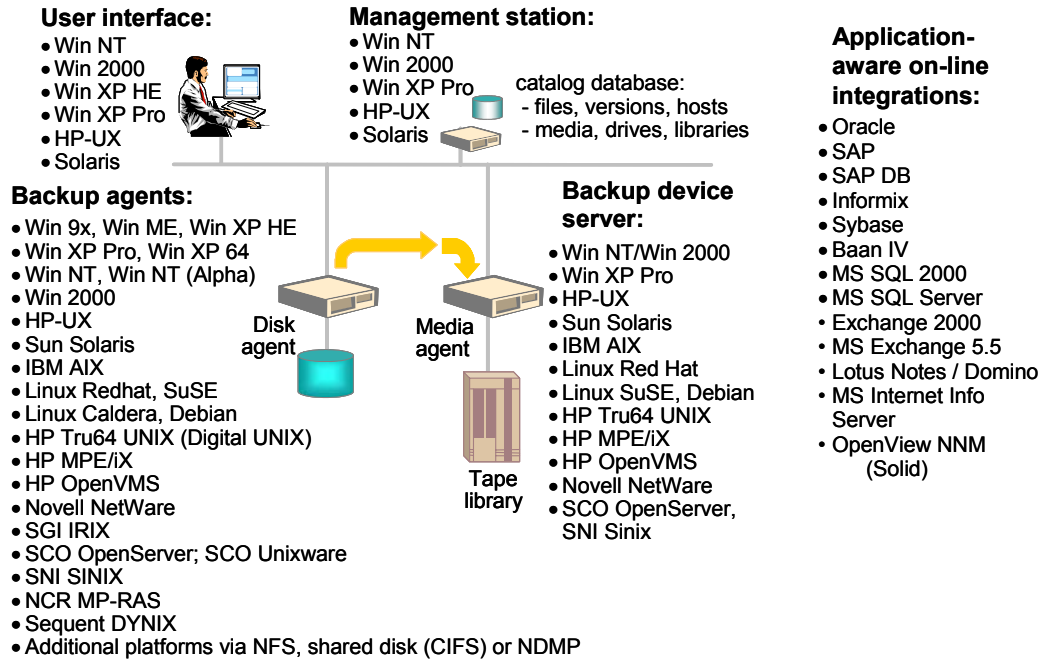 User interface:
• Win NT
• Win 2000
• Win XP HE
• Win XP Pro
• HP-UX
• Solaris
Management station:
• Win NT
• Win 2000
• Win XP Pro
• HP-UX
• Solaris
catalog database:
- files, versions, hosts
- media, drives, libraries
Backup agents:
• Win 9x, Win ME, Win XP HE
• Win XP Pro, Win XP 64
• Win NT, Win NT (Alpha)
• Win 2000
• HP-UX
• Sun Solaris
• IBM AIX
• Linux Redhat, SuSE
• Linux Caldera, Debian
• HP Tru64 UNIX (Digital UNIX)
• HP MPE/iX
• HP OpenVMS
• Novell NetWare
• SGI IRIX
• SCO OpenServer; SCO Unixware
• SNI SINIX
• NCR MP-RAS
• Sequent DYNIX
• Additional platforms via NFS, shared disk (CIFS) or NDMP
Disk
agent
Media
agent
Tape
library
Backup device
server:
• Win NT/Win 2000
• Win XP Pro
• HP-UX
• Sun Solaris
• IBM AIX
• Linux Red Hat
• Linux SuSE, Debian
• HP Tru64 UNIX
• HP MPE/iX
• HP OpenVMS
• Novell NetWare
• SCO OpenServer,
SNI Sinix
Application-
aware on-line
integrations:
• Oracle
• SAP
• SAP DB
• Informix
• Sybase
• Baan IV
• MS SQL 2000
• MS SQL Server
• Exchange 2000
• MS Exchange 5.5
• Lotus Notes / Domino
• MS Internet Info
Server
• OpenView NNM
(Solid)